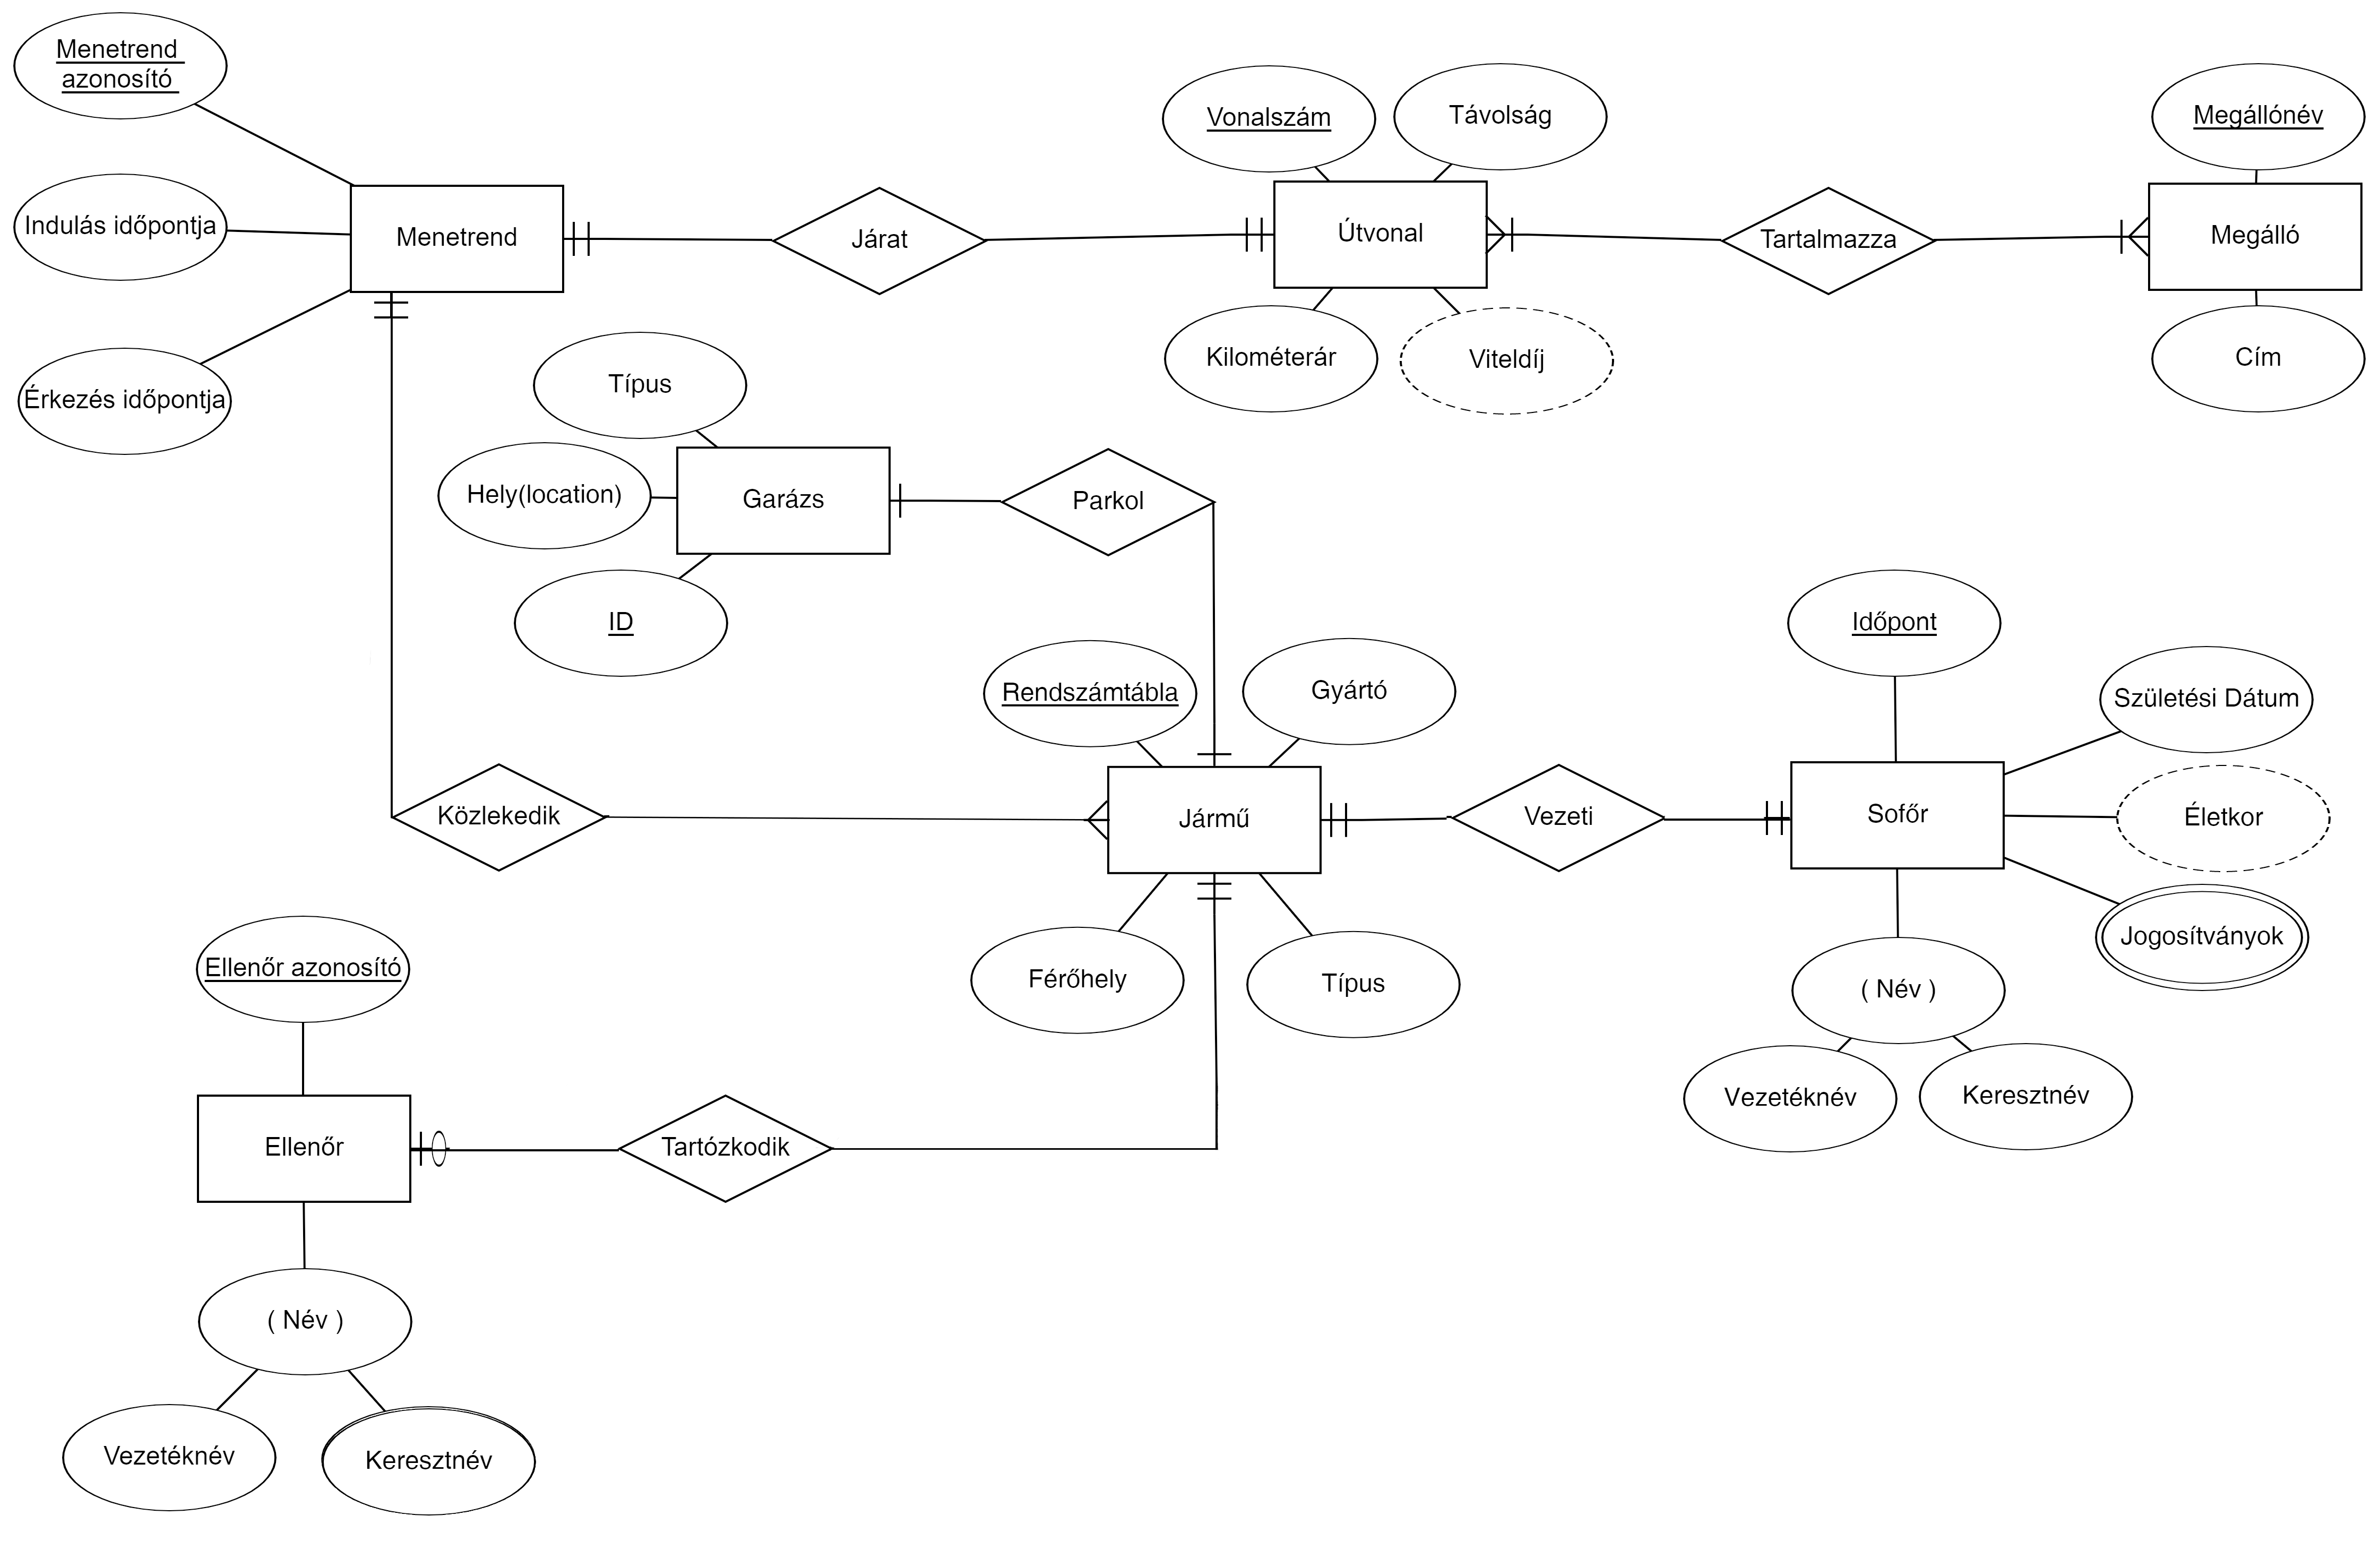 Menetrend
azonosító
Vonalszám
Távolság
Megállónév
Indulás időpontja
Menetrend
Járat
Útvonal
Tartalmazza
Megálló
Érkezés időpontja
Típus
Kilométerár
Viteldíj
Cím
Hely(location)
Garázs
Parkol
ID
Időpont
Rendszámtábla
Gyártó
Születési Dátum
Közlekedik
Jármű
Vezeti
Sofőr
Életkor
Jogosítványok
Ellenőr azonosító
Férőhely
Típus
( Név )
Vezetéknév
Keresztnév
Ellenőr
Tartózkodik
( Név )
Vezetéknév
Keresztnév